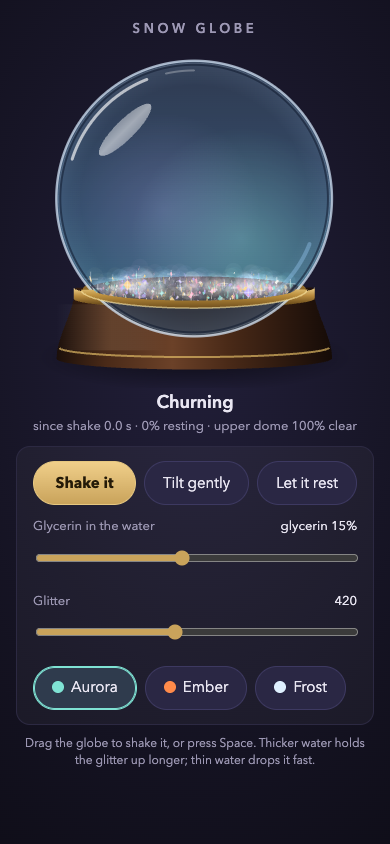 SNOW GLOBE
Churning
since shake 0.0 s · 0% resting · upper dome 100% clear
Shake it
Tilt gently
Let it rest
Glycerin in the water
glycerin 15%
Glitter
420
Aurora
Ember
Frost
Drag the globe to shake it, or press Space. Thicker water holds
the glitter up longer; thin water drops it fast.